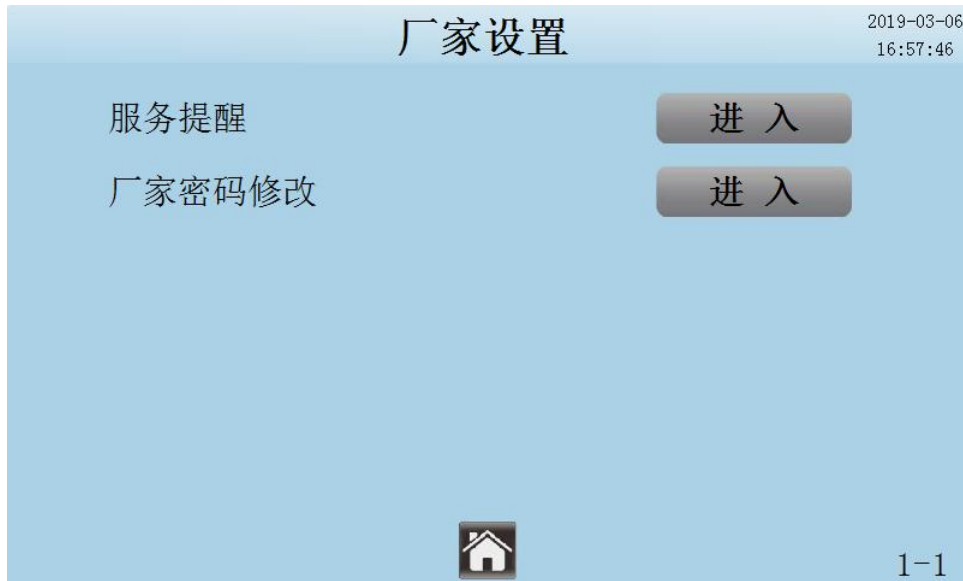 厂家设置
2019-03-06
16:57:46
服务提醒 进 入
厂家密码修改 进 入
1-1